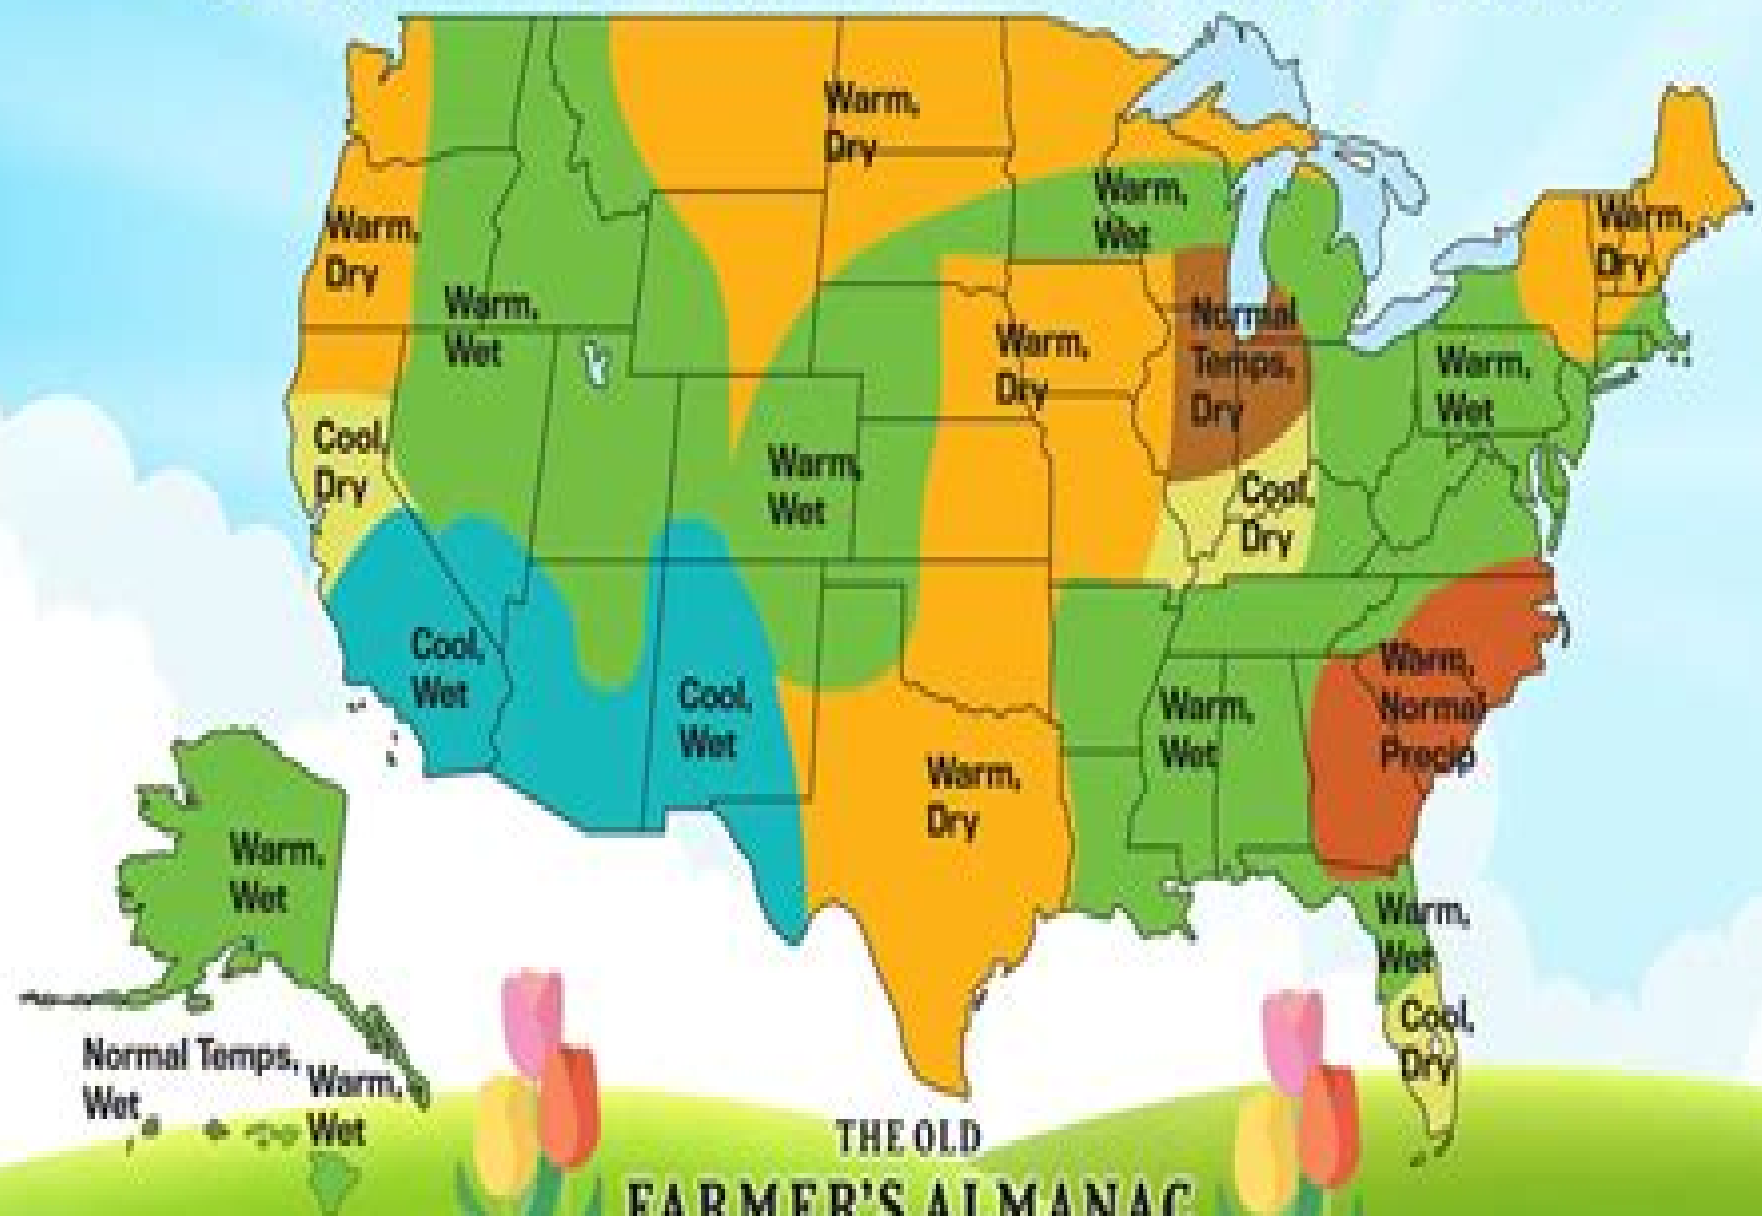 Warm,
Dry
Warm,
Wet
Warm,
Dry
Warm,
Dry
Warm,
Wet
Normal
Temps,
Dry
Warm,
Dry
Warm,
Wet
Cool,
Dry
Warm,
Wet
Cool,
Dry
Cool,
Wet
Cool,
Wet
Warm,
Normal
Precip
Warm,
Wet
Warm,
Dry
Warm,
Wet
Warm,
Wet
Cool,
Dry
Normal Temps,
Wet
Warm,
Wet
THE OLD
FARMER'S ALMANAC